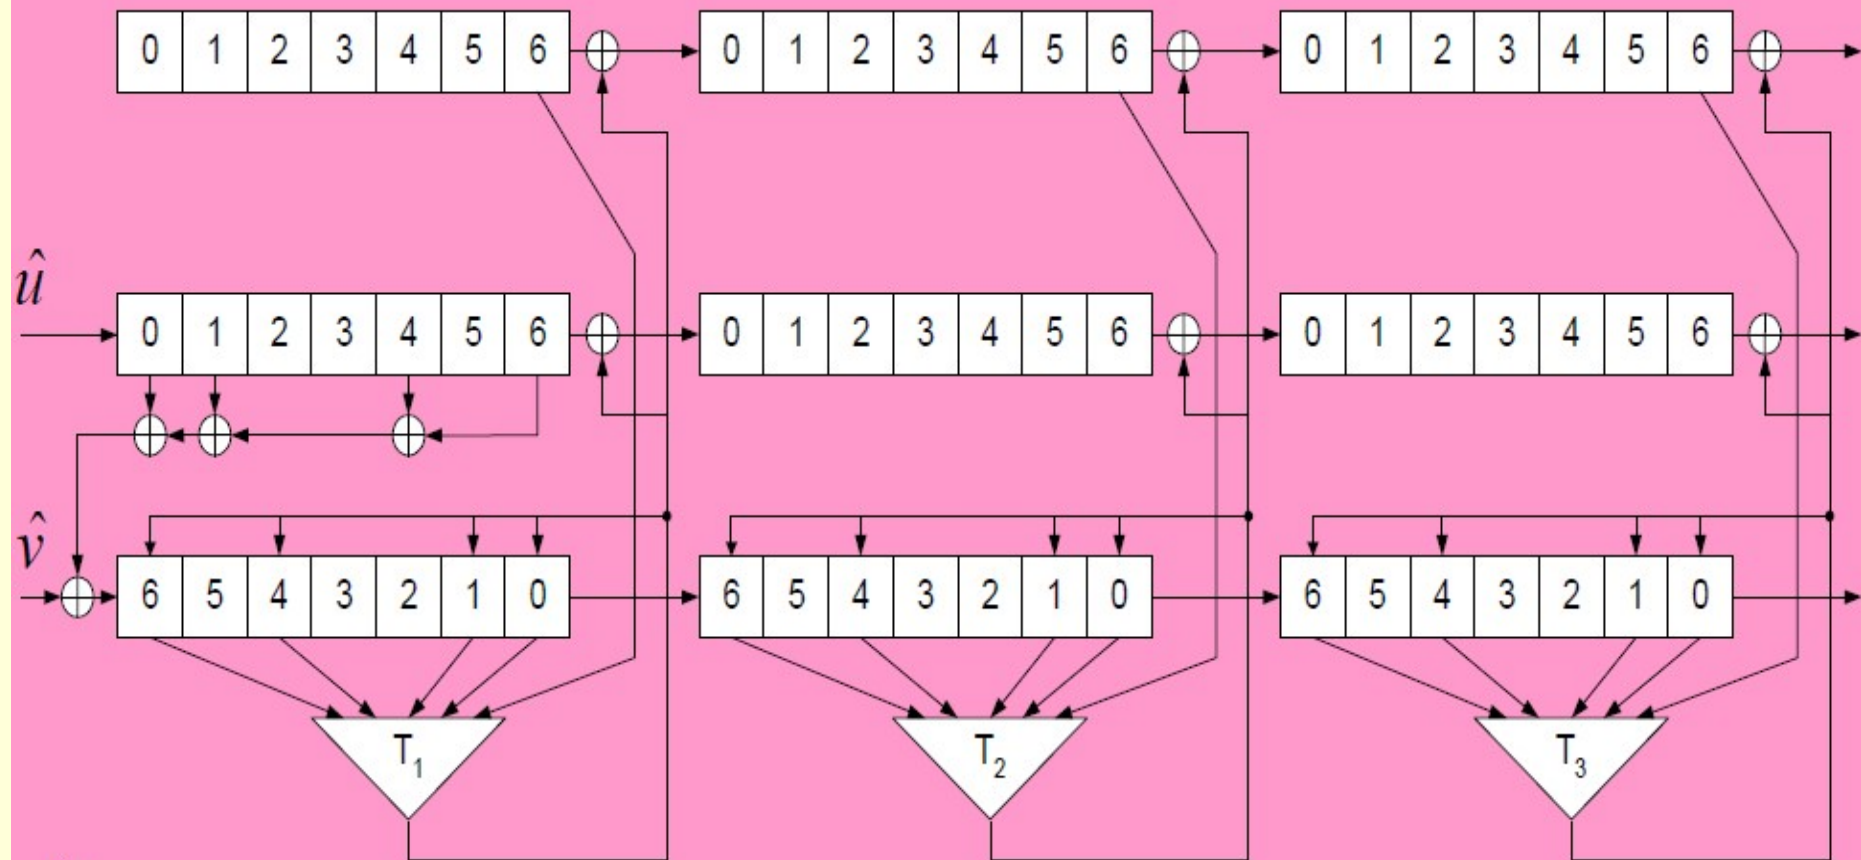 0 1 2 3 4 5 6 0 1 2 3 4 5 6 0 1 2 3 4 5 6
û
0 1 2 3 4 5 6 0 1 2 3 4 5 6 0 1 2 3 4 5 6
v̂
6 5 4 3 2 1 0 6 5 4 3 2 1 0 6 5 4 3 2 1 0
T₁ T₂ T₃